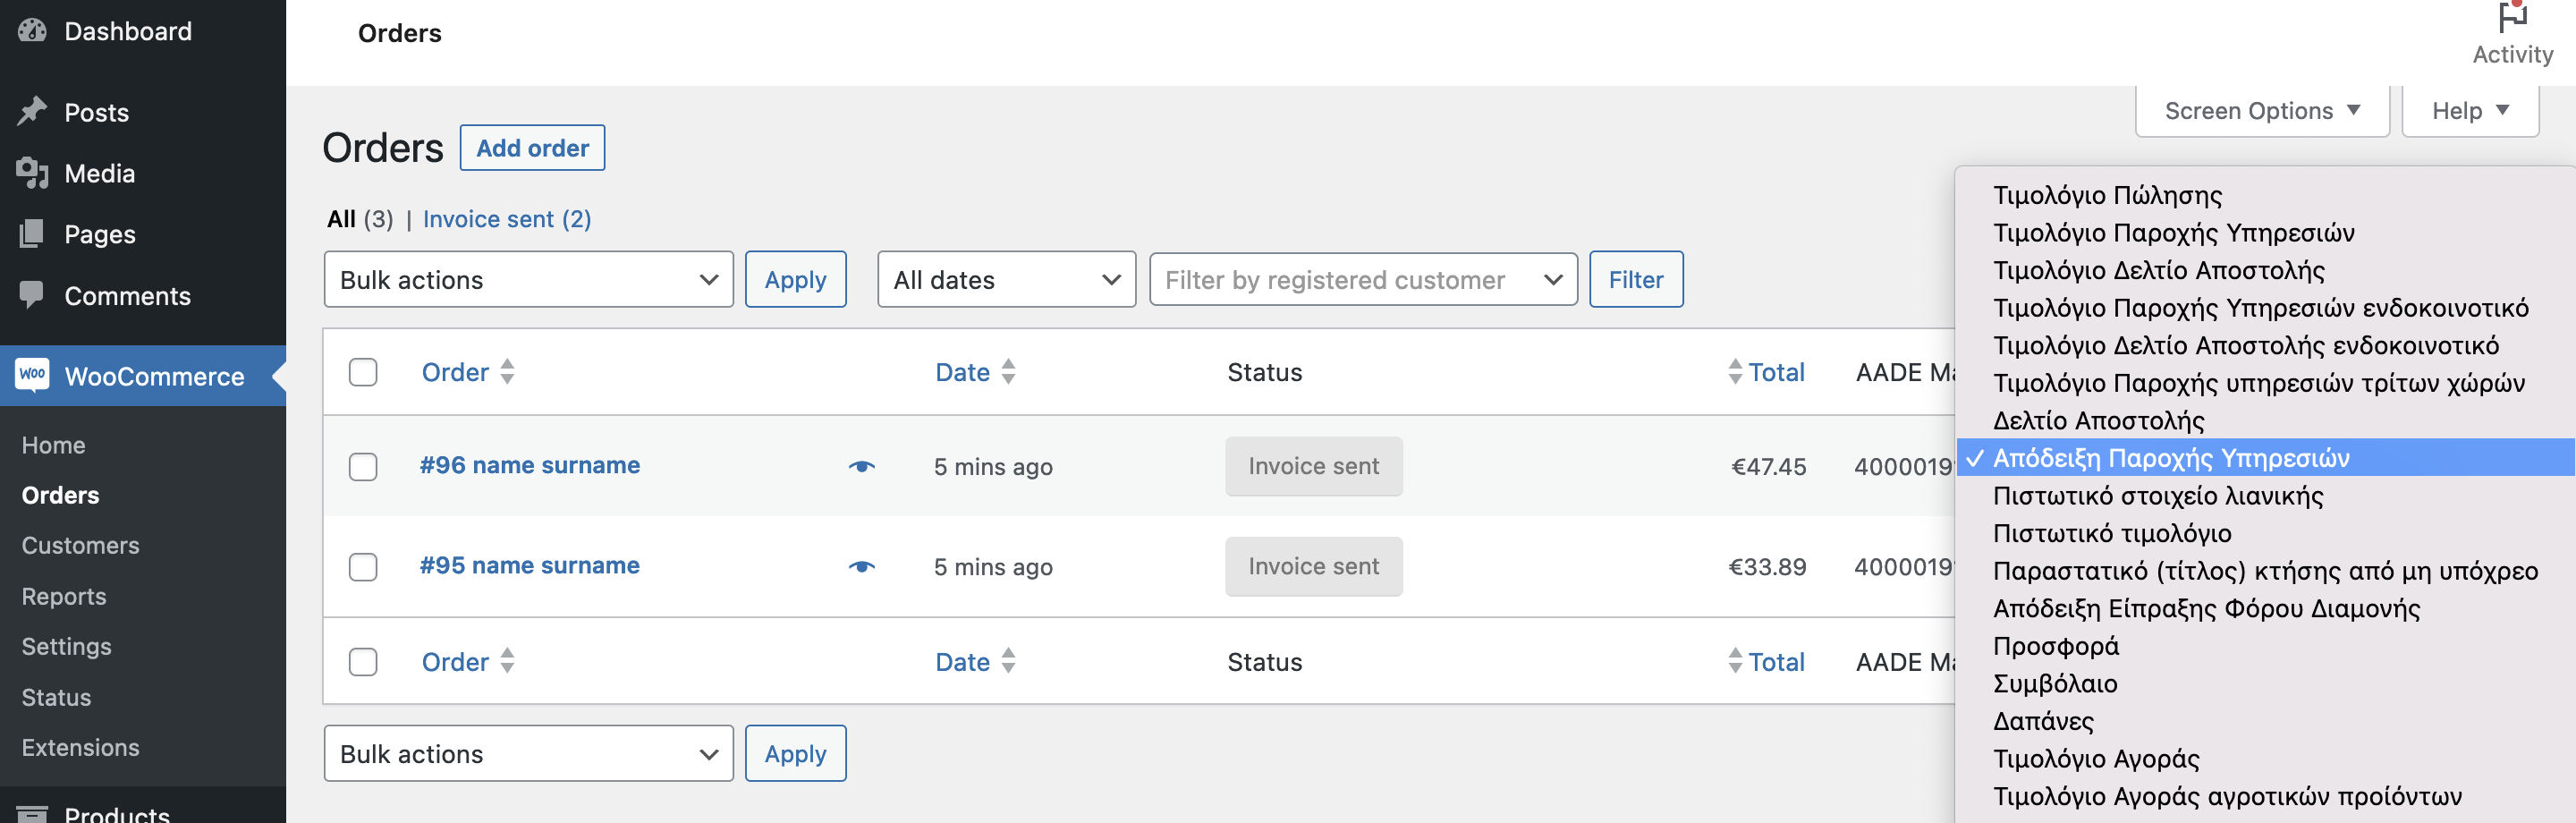 Dashboard
Posts
Media
Pages
Comments
WOO WooCommerce
Home
Orders
Customers
Reports
Settings
Status
Extensions
Products
Orders
Activity
Screen Options
Help
Orders Add order
All (3) | Invoice sent (2)
Bulk actions Apply All dates Filter by registered customer Filter
Order Date Status Total AADE
#96 name surname 5 mins ago Invoice sent €47.45
#95 name surname 5 mins ago Invoice sent €33.89
Order Date Status Total AADE
Bulk actions Apply
Τιμολόγιο Πώλησης
Τιμολόγιο Παροχής Υπηρεσιών
Τιμολόγιο Δελτίο Αποστολής
Τιμολόγιο Παροχής Υπηρεσιών ενδοκοινοτικό
Τιμολόγιο Δελτίο Αποστολής ενδοκοινοτικό
Τιμολόγιο Παροχής υπηρεσιών τρίτων χώρών
Δελτίο Αποστολής
✓ Απόδειξη Παροχής Υπηρεσιών
Πιστωτικό στοιχείο λιανικής
Πιστωτικό τιμολόγιο
Παραστατικό (τίτλος) κτήσης από μη υπόχρεο
Απόδειξη Είπραξης Φόρου Διαμονής
Προσφορά
Συμβόλαιο
Δαπάνες
Τιμολόγιο Αγοράς
Τιμολόγιο Αγοράς αγροτικών προϊόντων